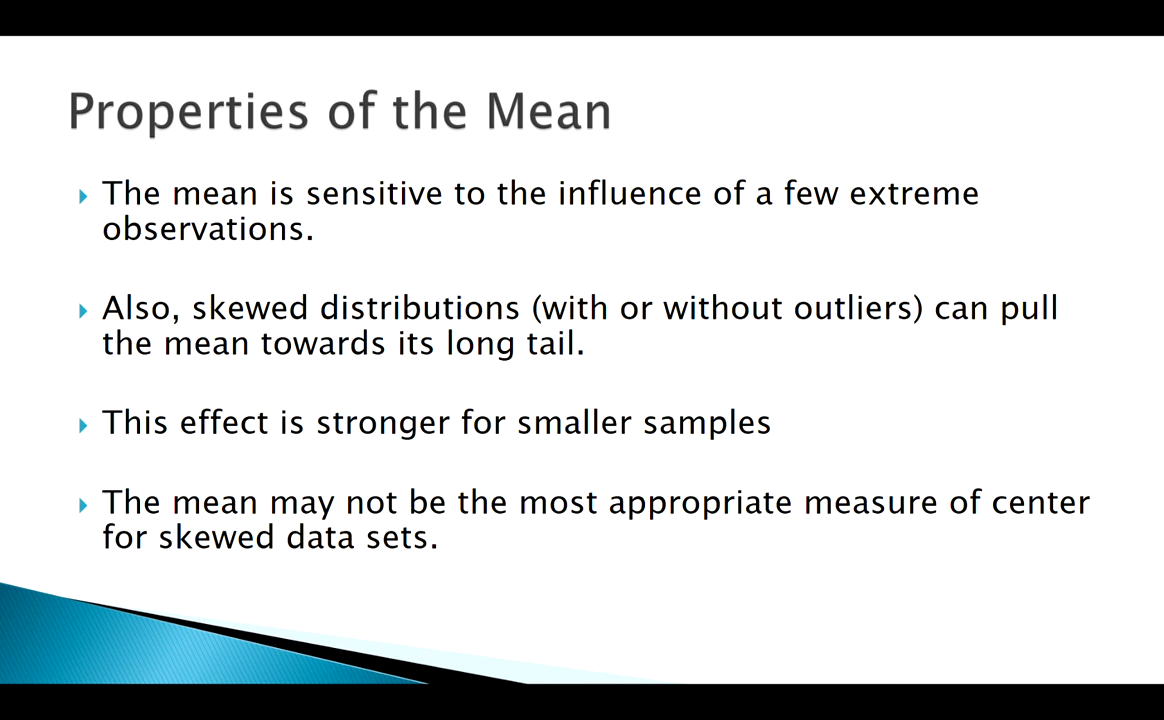 Properties of the Mean
The mean is sensitive to the influence of a few extreme
observations.
Also, skewed distributions (with or without outliers) can pull
the mean towards its long tail.
This effect is stronger for smaller samples
The mean may not be the most appropriate measure of center
for skewed data sets.